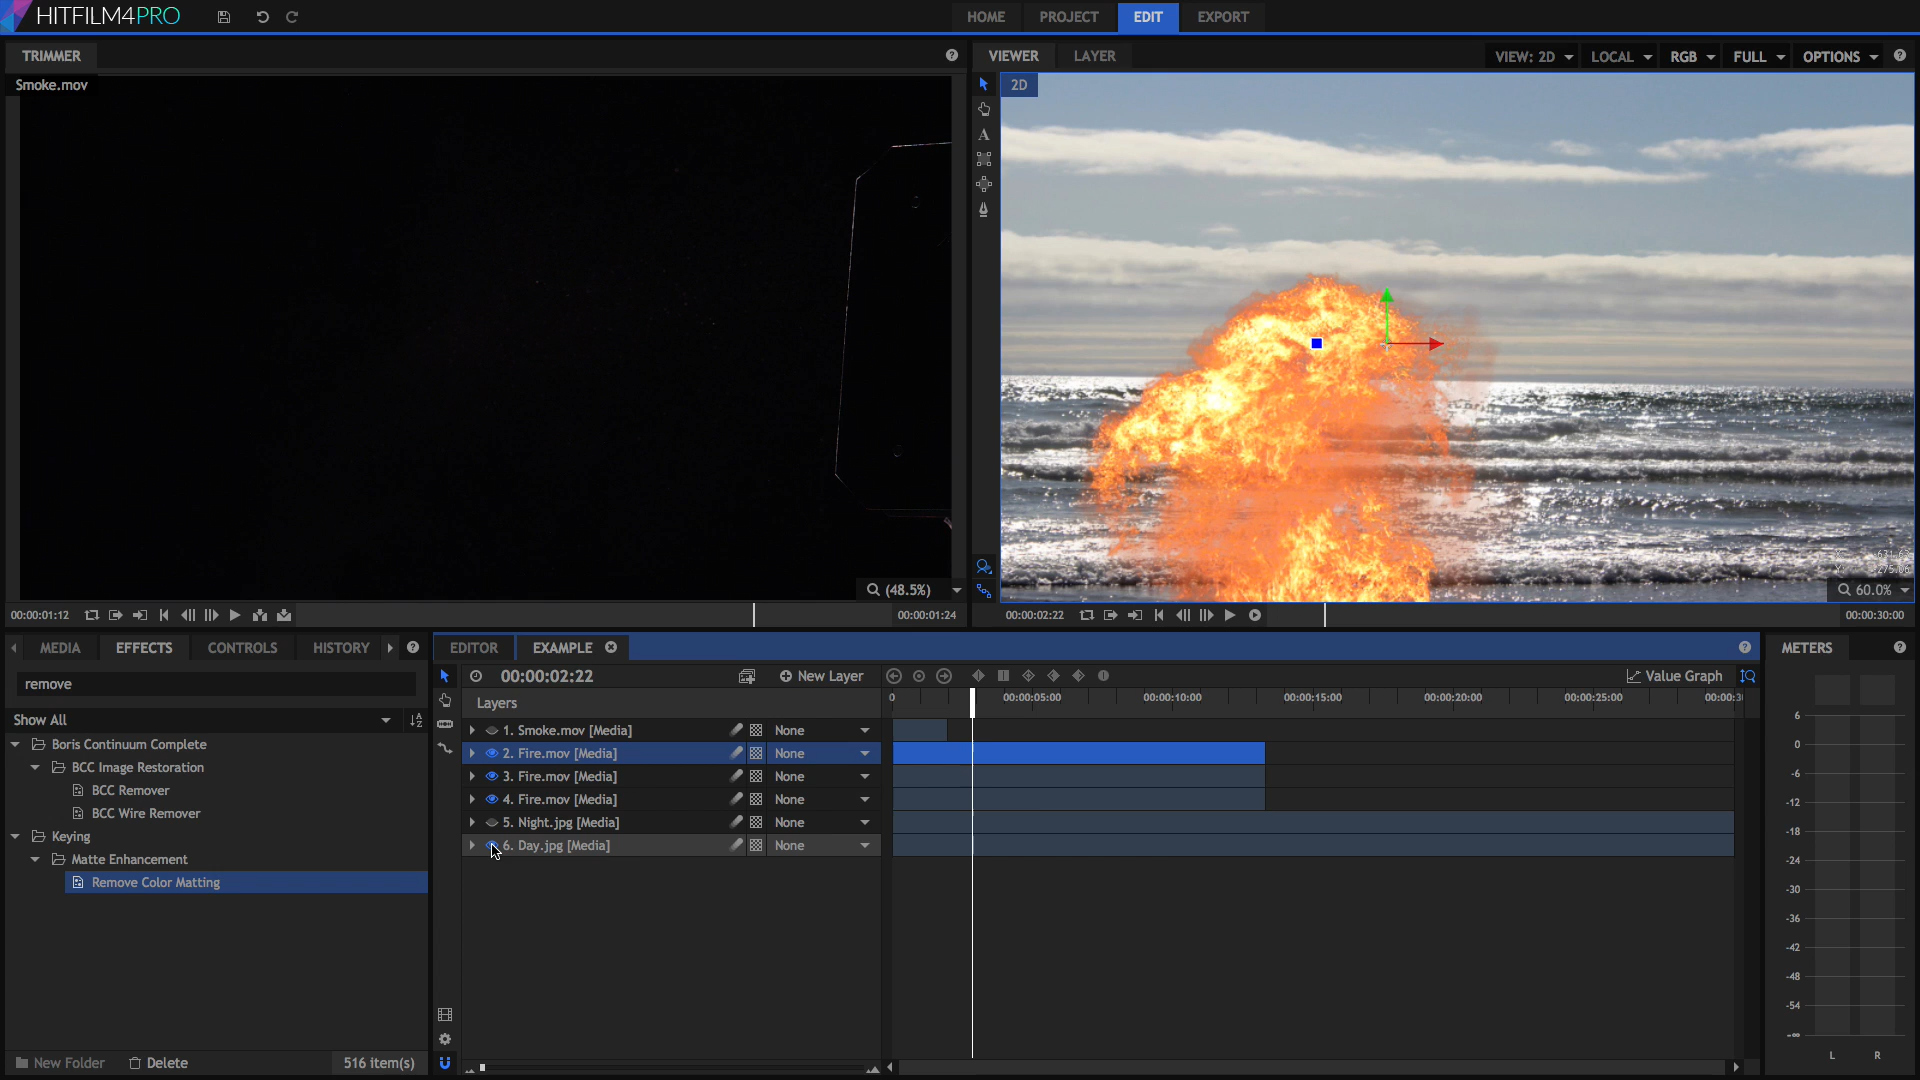 HITFILM4PRO
HOME PROJECT EDIT EXPORT
TRIMMER
VIEWER LAYER VIEW: 2D LOCAL RGB FULL OPTIONS
Smoke.mov
2D
A
(48.5%)
60.0%
00:00:01:12
00:00:01:24
00:00:02:22
00:00:30:00
MEDIA EFFECTS CONTROLS HISTORY
EDITOR EXAMPLE
METERS
remove
00:00:02:22
New Layer
Value Graph
Layers
0 00:00:05:00 00:00:10:00 00:00:15:00 00:00:20:00 00:00:25:00
Show All
Boris Continuum Complete
BCC Image Restoration
BCC Remover
BCC Wire Remover
Keying
Matte Enhancement
Remove Color Matting
1. Smoke.mov [Media] None
2. Fire.mov [Media] None
3. Fire.mov [Media] None
4. Fire.mov [Media] None
5. Night.jpg [Media] None
6. Day.jpg [Media] None
6
0
-6
-12
-18
-24
-30
-36
-42
-48
-54
-∞
L R
New Folder Delete 516 item(s)